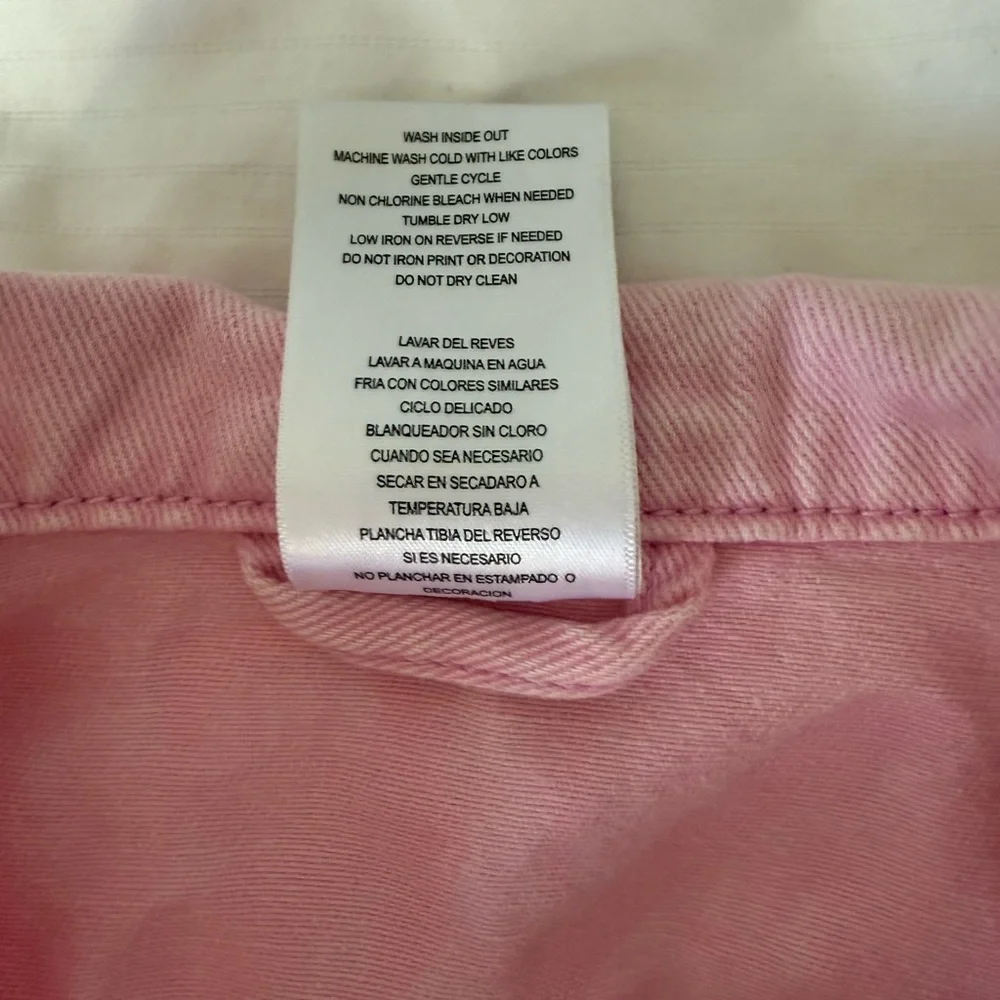 WASH INSIDE OUT
MACHINE WASH COLD WITH LIKE COLORS
GENTLE CYCLE
NON CHLORINE BLEACH WHEN NEEDED
TUMBLE DRY LOW
LOW IRON ON REVERSE IF NEEDED
DO NOT IRON PRINT OR DECORATION
DO NOT DRY CLEAN
LAVAR DEL REVES
LAVAR A MAQUINA EN AGUA
FRIA CON COLORES SIMILARES
CICLO DELICADO
BLANQUEADOR SIN CLORO
CUANDO SEA NECESARIO
SECAR EN SECADARO A
TEMPERATURA BAJA
PLANCHA TIBIA DEL REVERSO
SI ES NECESARIO
NO PLANCHAR EN ESTAMPADO O
DECORACION